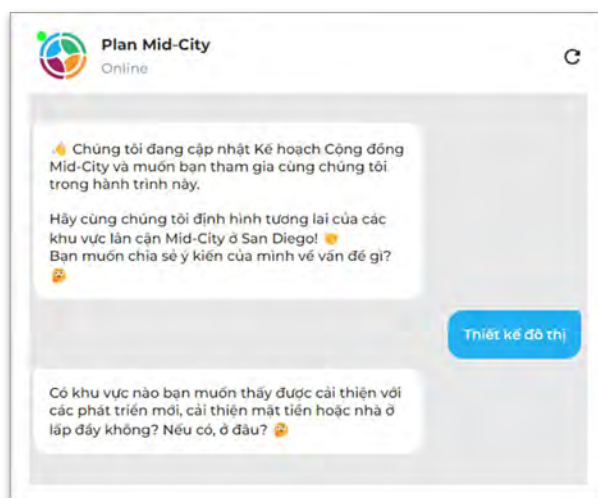 Plan Mid-City
Online
Chúng tôi đang cập nhật Kế hoạch Cộng đồng
Mid-City và muốn bạn tham gia cùng chúng tôi
trong hành trình này.
Hãy cùng chúng tôi định hình tương lai của các
khu vực lân cận Mid-City ở San Diego!
Bạn muốn chia sẻ ý kiến của mình về vấn đề gì?
Thiết kế đô thị
Có khu vực nào bạn muốn thấy được cải thiện với
các phát triển mới, cải thiện mặt tiền hoặc nhà ở
lấp đầy không? Nếu có, ở đâu?